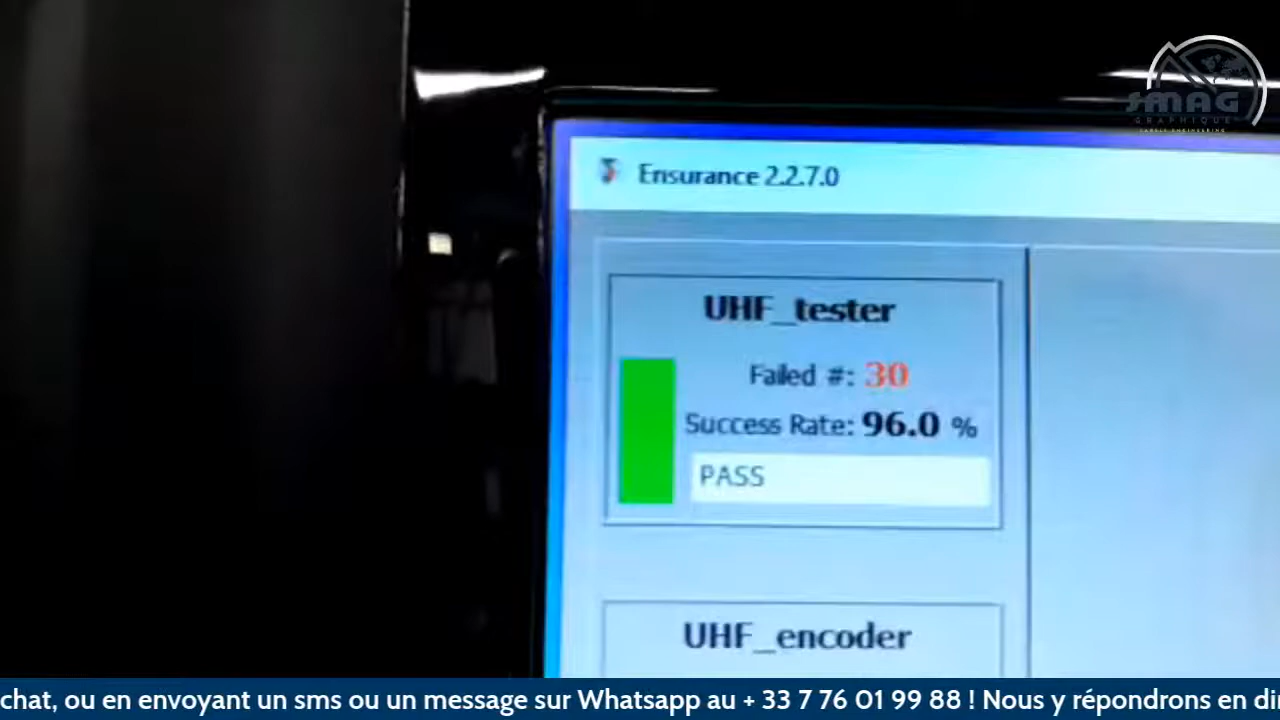 SMAG
GRAPHIQUE
Ensurance 2.2.7.0
UHF_tester
Failed #: 30
Success Rate: 96.0 %
PASS
UHF_encoder
chat, ou en envoyant un sms ou un message sur Whatsapp au + 33 7 76 01 99 88 ! Nous y répondrons en di